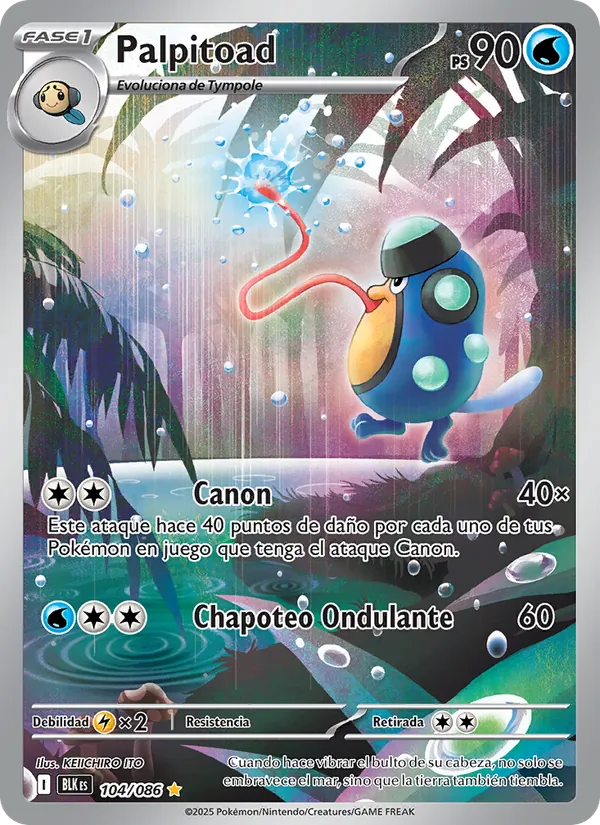 FASE 1
Palpitoad
PS 90
Evoluciona de Tympole
Canon 40×
Este ataque hace 40 puntos de daño por cada uno de tus
Pokémon en juego que tenga el ataque Canon.
Chapoteo Ondulante 60
Debilidad ×2 Resistencia Retirada
Ilus. KEIICHIRO ITO
I BLK ES 104/086
Cuando hace vibrar el bulto de su cabeza, no solo se
embravece el mar, sino que la tierra también tiembla.
©2025 Pokémon/Nintendo/Creatures/GAME FREAK